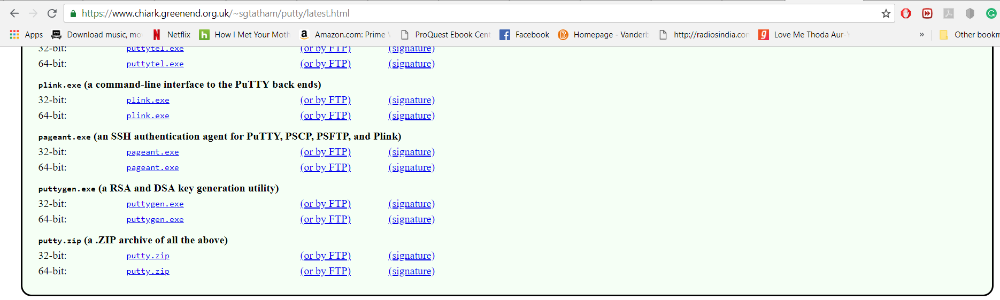 https://www.chiark.greenend.org.uk/~sgtatham/putty/latest.html
Apps Download music, mo Netflix h How I Met Your Moth a Amazon.com: Prime ProQuest Ebook Cent f Facebook Homepage - Vanderb http://radiosindia.co g Love Me Thoda Aur- » Other bookm
32-bit: puttytel.exe (or by FTP) (signature)
64-bit: puttytel.exe (or by FTP) (signature)
plink.exe (a command-line interface to the PuTTY back ends)
32-bit: plink.exe (or by FTP) (signature)
64-bit: plink.exe (or by FTP) (signature)
pageant.exe (an SSH authentication agent for PuTTY, PSCP, PSFTP, and Plink)
32-bit: pageant.exe (or by FTP) (signature)
64-bit: pageant.exe (or by FTP) (signature)
puttygen.exe (a RSA and DSA key generation utility)
32-bit: puttygen.exe (or by FTP) (signature)
64-bit: puttygen.exe (or by FTP) (signature)
putty.zip (a .ZIP archive of all the above)
32-bit: putty.zip (or by FTP) (signature)
64-bit: putty.zip (or by FTP) (signature)